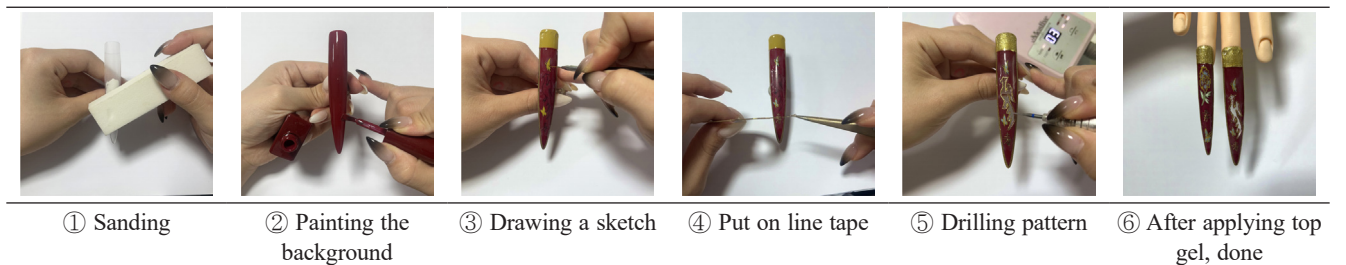 ① Sanding
② Painting the
background
③ Drawing a sketch
④ Put on line tape
⑤ Drilling pattern
⑥ After applying top
gel, done